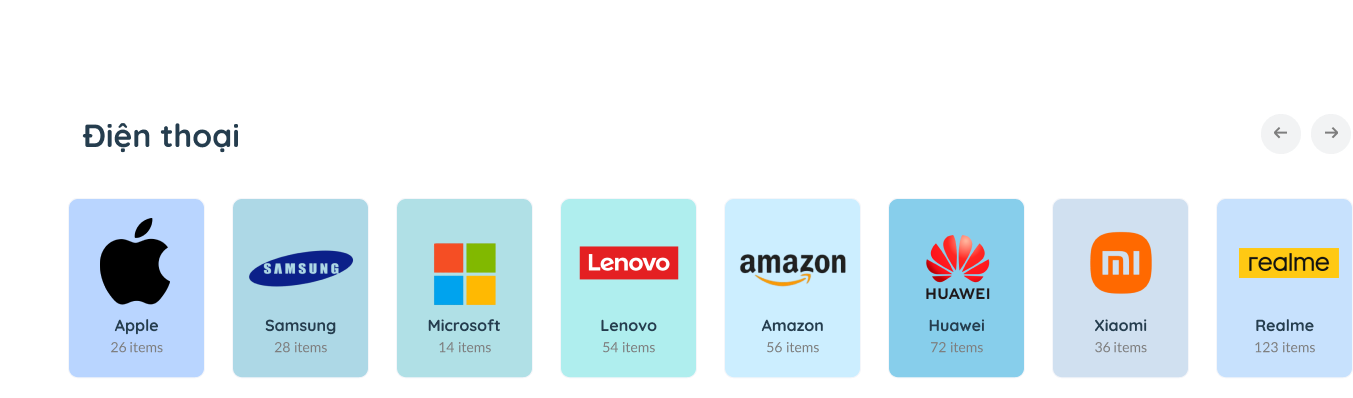 Điện thoại
SAMSUNG
Lenovo
amazon
HUAWEI
mi
realme
Apple
Samsung
Microsoft
Lenovo
Amazon
Huawei
Xiaomi
Realme
26 items
28 items
14 items
54 items
56 items
72 items
36 items
123 items